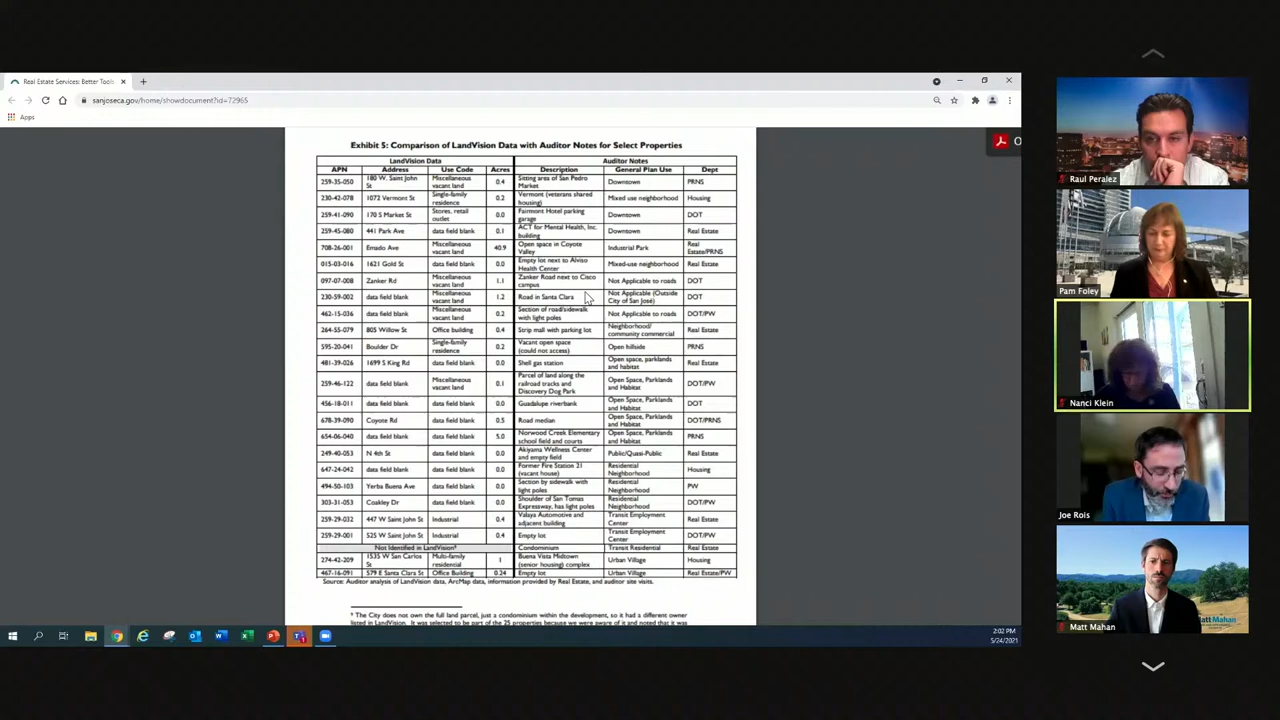 Real Estate Services: Better Tools
sanjoseca.gov/home/showdocument?id=72965
Apps
Exhibit 5: Comparison of LandVision Data with Auditor Notes for Select Properties
LandVision Data Auditor Notes
APN Address Use Code Acres Description General Plan Use Dept
259-35-050 180 W. Saint John St Miscellaneous vacant land 0.4 Sitting area of San Pedro Market Downtown PRNS
230-42-078 1072 Vermont St Single-family residence 0.2 Vermont (veterans shared housing) Mixed use neighborhood Housing
259-41-090 170 S Market St Stores, retail outlet 0.0 Fairmont Hotel parking garage Downtown DOT
259-45-080 441 Park Ave data field blank 0.1 ACT for Mental Health, Inc. building Downtown Real Estate
708-26-001 Emado Ave Miscellaneous vacant land 40.9 Open space in Coyote Valley Industrial Park Real Estate/PRNS
015-03-016 1621 Gold St data field blank 0.0 Empty lot next to Alviso Health Center Mixed-use neighborhood Real Estate
097-07-008 Zanker Rd Miscellaneous vacant land 1.1 Zanker Road next to Cisco campus Not Applicable to roads DOT
230-59-002 data field blank Miscellaneous vacant land 1.2 Road in Santa Clara Not Applicable (Outside City of San José) DOT
462-15-036 data field blank Miscellaneous vacant land 0.2 Section of road/sidewalk with light poles Not Applicable to roads DOT/PW
264-55-079 805 Willow St Office building 0.4 Strip mall with parking lot Neighborhood/ community commercial Real Estate
595-20-041 Boulder Dr Single-family residence 0.2 Vacant open space (could not access) Open hillside PRNS
481-39-026 1699 S King Rd data field blank 0.0 Shell gas station Open space, parklands and habitat Real Estate
259-46-122 data field blank Miscellaneous vacant land 0.1 Parcel of land along the railroad tracks and Discovery Dog Park Open Space, Parklands and Habitat DOT/PW
456-18-011 data field blank data field blank 0.0 Guadalupe riverbank Open Space, Parklands and Habitat DOT
678-39-090 Coyote Rd data field blank 0.5 Road median Open Space, Parklands and Habitat DOT/PRNS
654-06-040 data field blank data field blank 5.0 Norwood Creek Elementary school field and courts Open Space, Parklands and Habitat PRNS
249-40-053 N 4th St data field blank 0.0 Akiyama Wellness Center and empty field Public/Quasi-Public Real Estate
647-24-042 data field blank data field blank 0.0 Former Fire Station 21 (vacant house) Residential Neighborhood Housing
494-50-103 Yerba Buena Ave data field blank 0.0 Section by sidewalk with light poles Residential Neighborhood PW
303-31-053 Coakley Dr data field blank 0.0 Shoulder of San Tomas Expressway, has light poles Residential Neighborhood DOT/PW
259-29-032 447 W Saint John St Industrial 0.4 Valaya Automotive and adjacent building Transit Employment Center Real Estate
259-29-001 525 W Saint John St Industrial 0.4 Empty lot Transit Employment Center Real Estate
Not Identified in LandVision⁹ Condominium Transit Residential Real Estate
274-42-209 1535 W San Carlos St Multi-family residential 1 Buena Vista Midtown (senior housing) complex Urban Village Housing
467-16-091 579 E Santa Clara St Office Building 0.24 Empty lot Urban Village Real Estate/PW
Source: Auditor analysis of LandVision data, ArcMap data, information provided by Real Estate, and auditor site visits.
⁹ The City does not own the full land parcel, just a condominium within the development, so it had a different owner
listed in LandVision. It was selected to be part of the 25 properties because we were aware of it and noted that it was
2:02 PM
5/24/2021
Raul Peralez
Pam Foley
Nanci Klein
Joe Rois
Matt Mahan